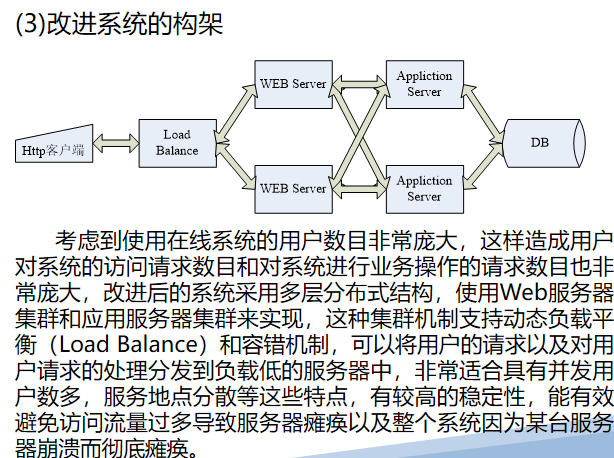 (3)改进系统的构架
WEB Server
Appliction
Server
Http客户端
Load
Balance
DB
WEB Server
Appliction
Server
考虑到使用在线系统的用户数目非常庞大，这样造成用户
对系统的访问请求数目和对系统进行业务操作的请求数目也非
常庞大，改进后的系统采用多层分布式结构，使用Web服务器
集群和应用服务器集群来实现，这种集群机制支持动态负载平
衡（Load Balance）和容错机制，可以将用户的请求以及对用
户请求的处理分发到负载低的服务器中，非常适合具有并发用
户数多，服务地点分散等这些特点，有较高的稳定性，能有效
避免访问流量过多导致服务器瘫痪以及整个系统因为某台服务
器崩溃而彻底瘫痪。